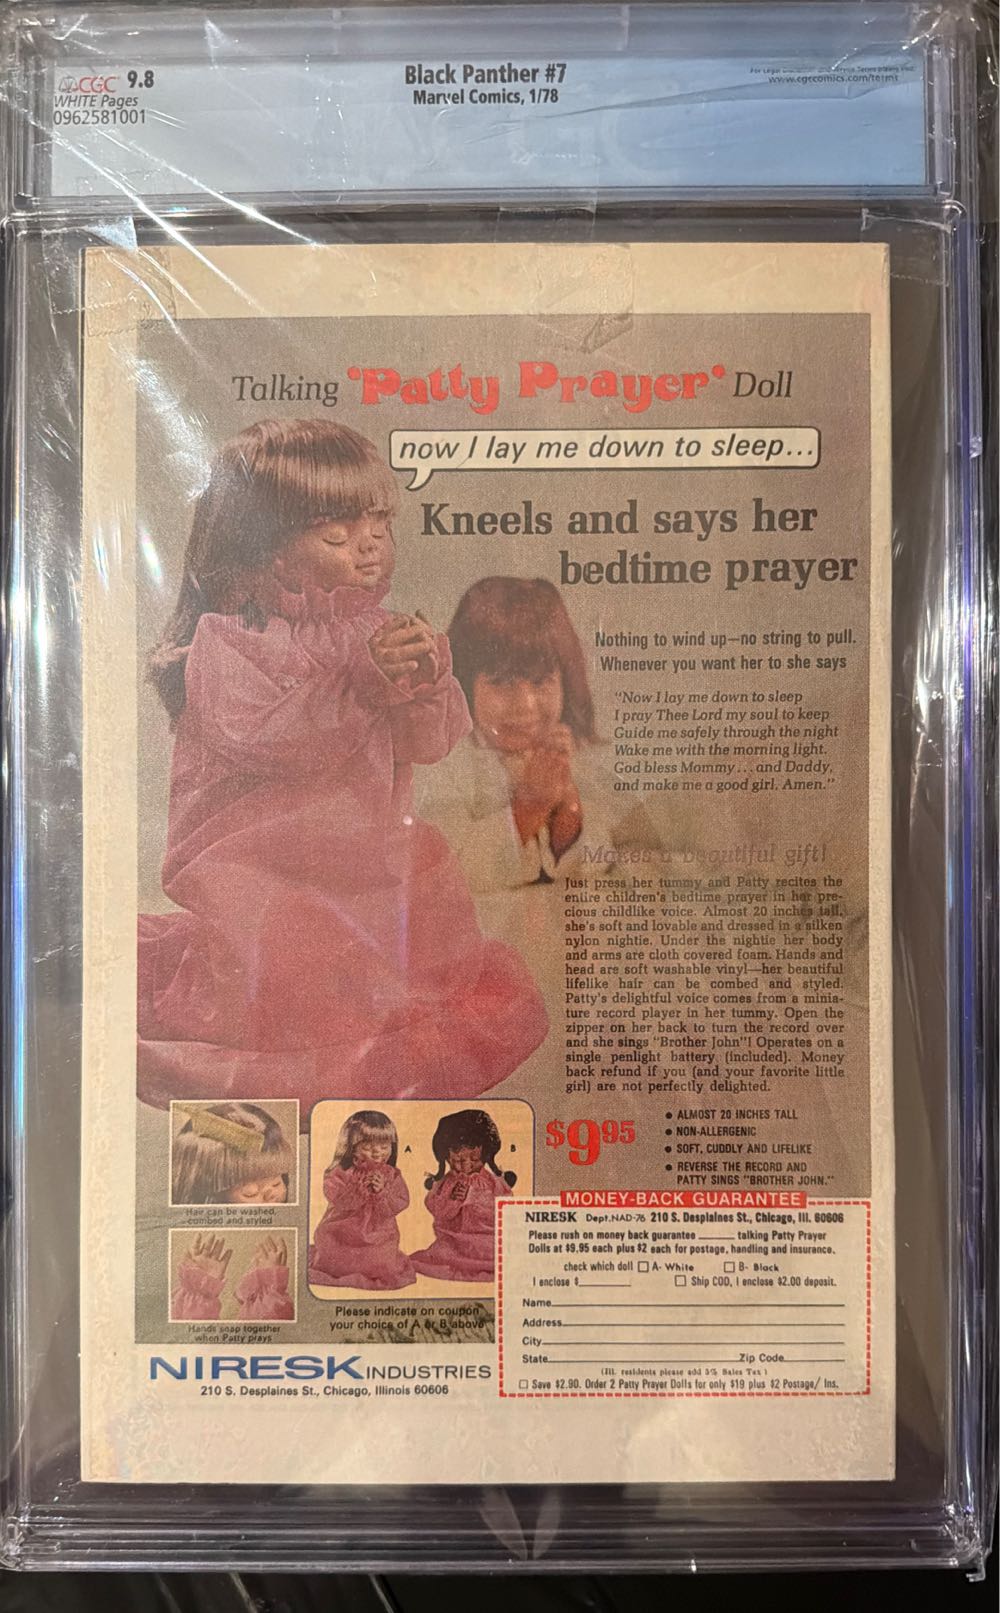 CGC 9.8
WHITE Pages
0962581001
Black Panther #7
Marvel Comics, 1/78
www.cgccomics.com/terms
Talking "Patty Prayer" Doll
now I lay me down to sleep...
Kneels and says her
bedtime prayer
Nothing to wind up—no string to pull.
Whenever you want her to she says
"Now I lay me down to sleep
I pray Thee Lord my soul to keep
Guide me safely through the night
Wake me with the morning light.
God bless Mommy... and Daddy,
and make me a good girl. Amen."
Makes a beautiful gift!
Just press her tummy and Patty recites the
entire children's bedtime prayer in her pre-
cious childlike voice. Almost 20 inches tall,
she's soft and lovable and dressed in a silken
nylon nightie. Under the nightie her body
and arms are cloth covered foam. Hands and
head are soft washable vinyl—her beautiful
lifelike hair can be combed and styled.
Patty's delightful voice comes from a minia-
ture record player in her tummy. Open the
zipper on her back to turn the record over
and she sings "Brother John"! Operates on a
single penlight battery (included). Money
back refund if you (and your favorite little
girl) are not perfectly delighted.
$9.95
• ALMOST 20 INCHES TALL
• NON-ALLERGENIC
• SOFT, CUDDLY AND LIFELIKE
• REVERSE THE RECORD AND
PATTY SINGS "BROTHER JOHN."
Hair can be washed,
combed and styled
Hands snap together
when Patty prays
A
B
Please indicate on coupon
your choice of A or B above
NIRESK INDUSTRIES
210 S. Desplaines St., Chicago, Illinois 60606
MONEY-BACK GUARANTEE
NIRESK Dept.NAD-76 210 S. Desplaines St., Chicago, Ill. 60606
Please rush on money back guarantee ______ talking Patty Prayer
Dolls at $9.95 each plus $2 each for postage, handling and insurance.
check which doll ☐ A- White ☐ B- Black
I enclose $________ ☐ Ship COD, I enclose $2.00 deposit.
Name
Address
City
State Zip Code
(Ill. residents please add 5% Sales Tax)
☐ Save $2.90. Order 2 Patty Prayer Dolls for only $19 plus $2 Postage/ Ins.